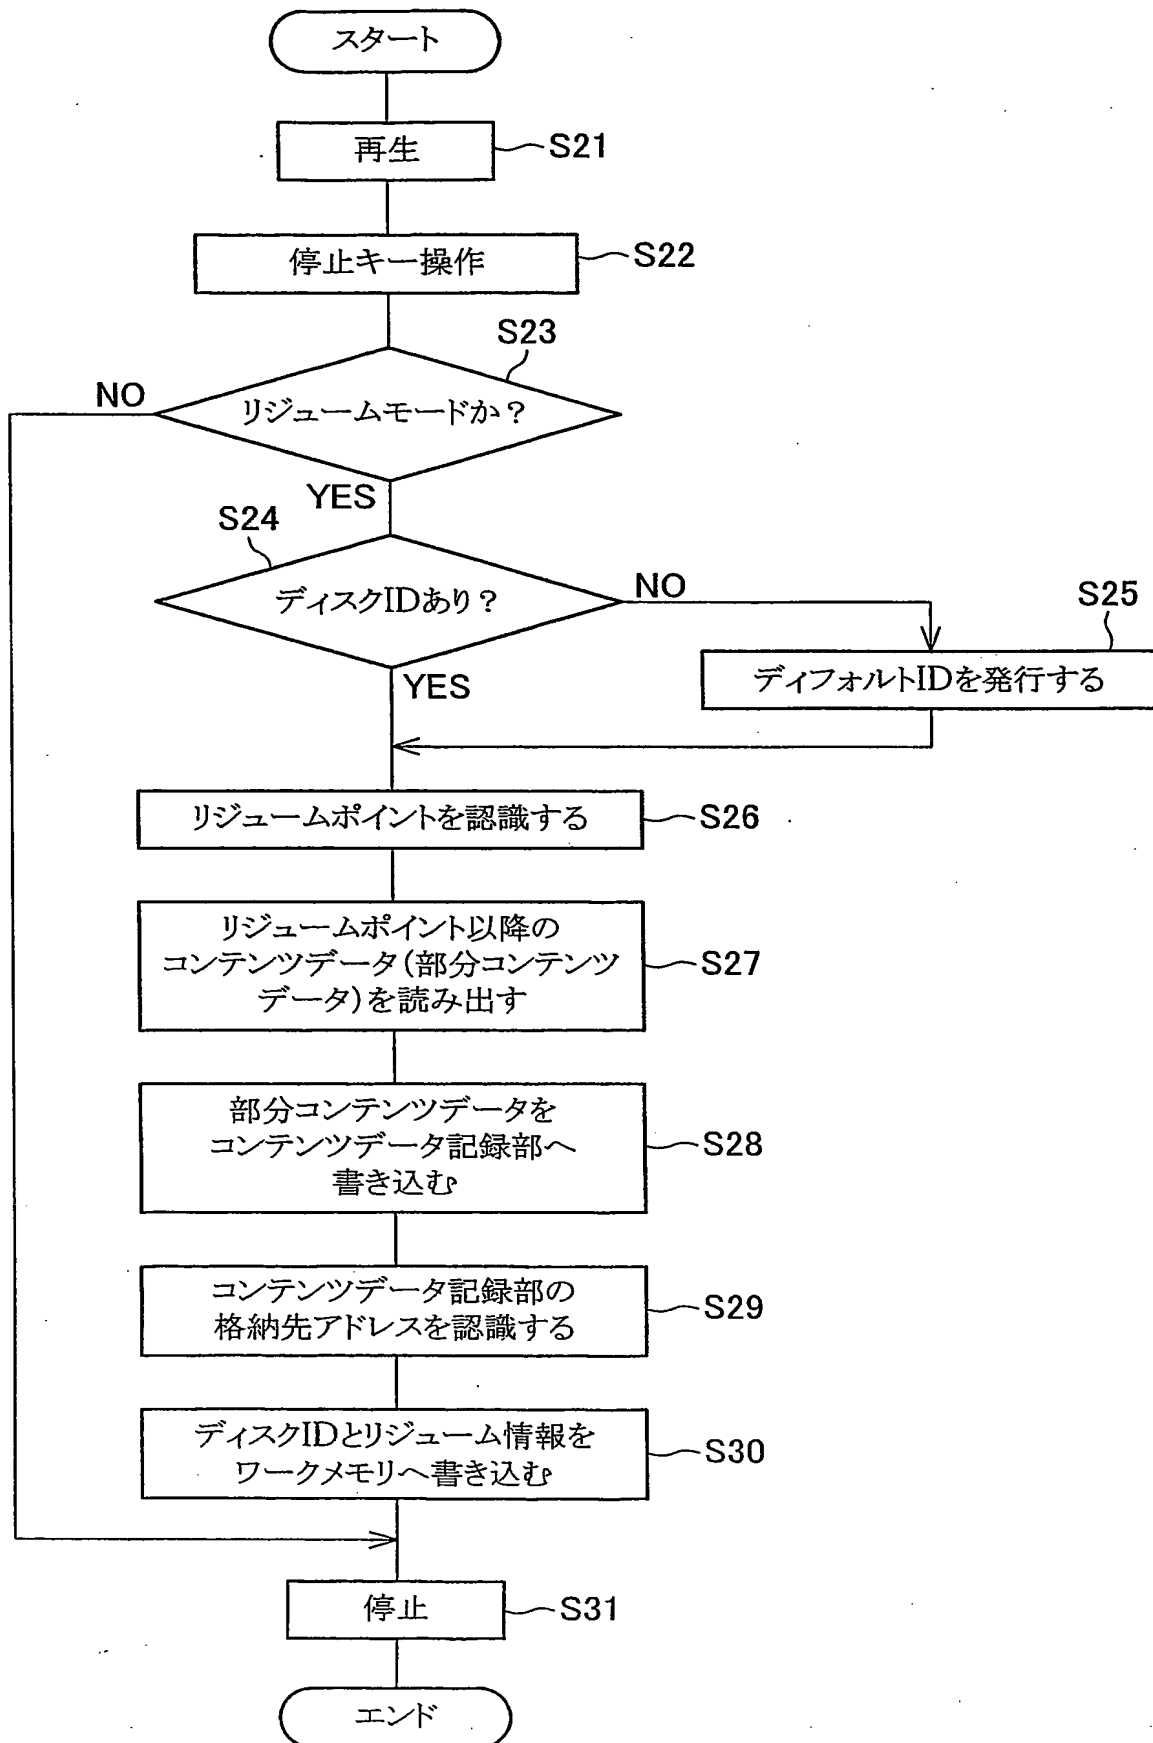 スタート
再生
S21
停止キー操作
S22
S23
リジュームモードか?
NO
YES
S24
ディスクIDあり?
NO
YES
S25
ディフォルトIDを発行する
リジュームポイントを認識する
S26
リジュームポイント以降の
コンテンツデータ(部分コンテンツ
データ)を読み出す
S27
部分コンテンツデータを
コンテンツデータ記録部へ
書き込む
S28
コンテンツデータ記録部の
格納先アドレスを認識する
S29
ディスクIDとリジューム情報を
ワークメモリへ書き込む
S30
停止
S31
エンド